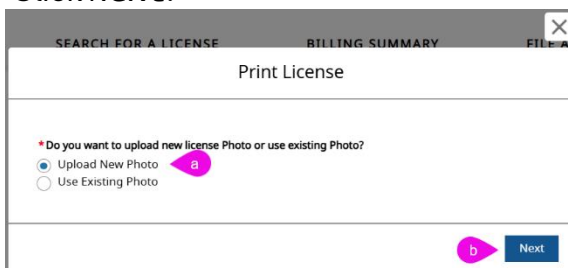 SEARCH FOR A LICENSE BILLING SUMMARY FILE A
Print License
*Do you want to upload new license Photo or use existing Photo?
Upload New Photo a
Use Existing Photo
b Next